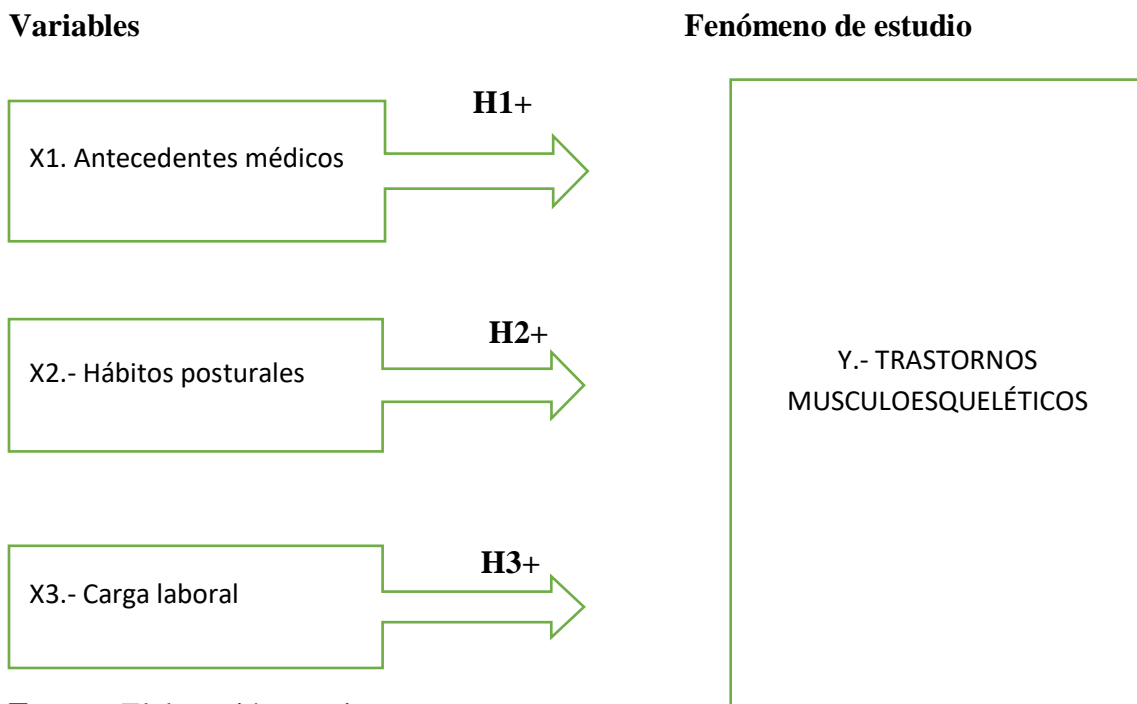 Variables
Fenómeno de estudio
H1+
X1. Antecedentes médicos
H2+
X2.- Hábitos posturales
Y.- TRASTORNOS
MUSCULOESQUELÉTICOS
H3+
X3.- Carga laboral